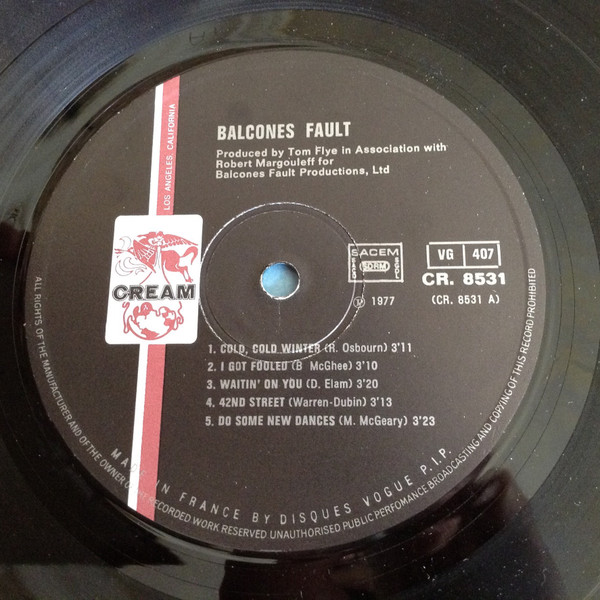 BALCONES FAULT
Produced by Tom Flye in Association with
Robert Margouleff for
Balcones Fault Productions, Ltd
LOS ANGELES, CALIFORNIA
CREAM
SACEM
SDRM
VG 407
CR. 8531
(CR. 8531 A)
℗ 1977
1. COLD, COLD WINTER (R. Osbourn) 3'11
2. I GOT FOOLED (B McGhee) 3'10
3. WAITIN' ON YOU (D. Elam) 3'20
4. 42ND STREET (Warren-Dubin) 3'13
5. DO SOME NEW DANCES (M. McGeary) 3'23
MADE IN FRANCE BY DISQUES VOGUE P.I.P.
ALL RIGHTS OF THE MANUFACTURER AND OF THE OWNER OF RECORDED WORK RESERVED. UNAUTHORISED PUBLIC PERFOMANCE BROADCASTING AND COPYING OF THIS RECORD PROHIBITED